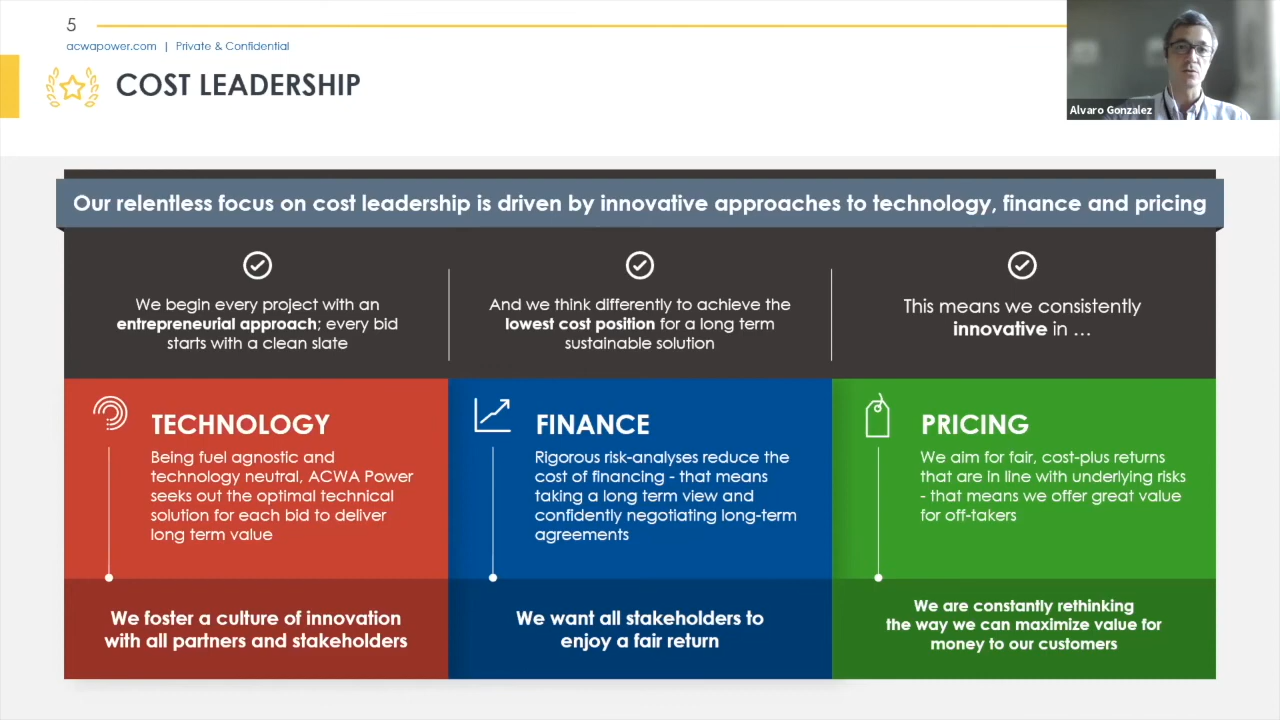 5
acwapower.com | Private & Confidential
COST LEADERSHIP
Alvaro Gonzalez
Our relentless focus on cost leadership is driven by innovative approaches to technology, finance and pricing
We begin every project with an
entrepreneurial approach; every bid
starts with a clean slate
And we think differently to achieve the
lowest cost position for a long term
sustainable solution
This means we consistently
innovative in ...
TECHNOLOGY
Being fuel agnostic and
technology neutral, ACWA Power
seeks out the optimal technical
solution for each bid to deliver
long term value
We foster a culture of innovation
with all partners and stakeholders
FINANCE
Rigorous risk-analyses reduce the
cost of financing - that means
taking a long term view and
confidently negotiating long-term
agreements
We want all stakeholders to
enjoy a fair return
PRICING
We aim for fair, cost-plus returns
that are in line with underlying risks
- that means we offer great value
for off-takers
We are constantly rethinking
the way we can maximize value for
money to our customers